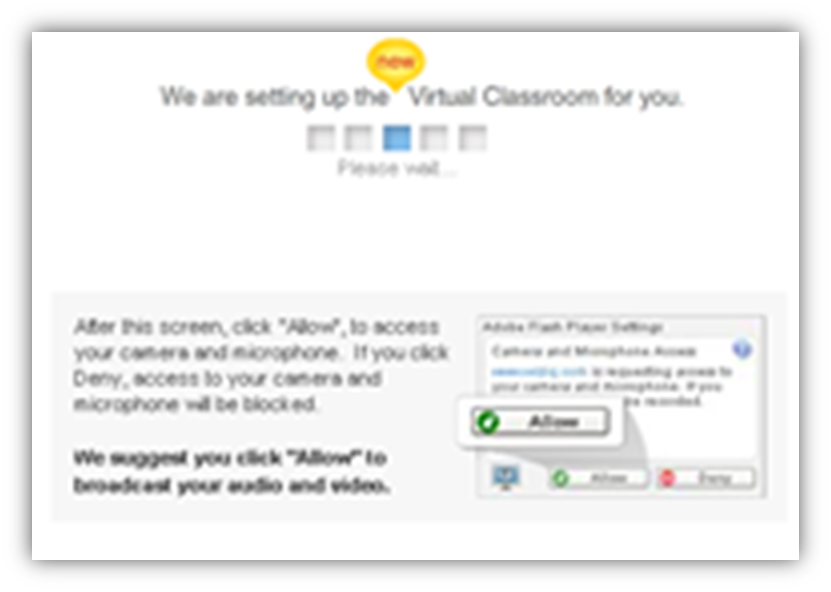 new
We are setting up the Virtual Classroom for you.
Please wait...
After this screen, click "Allow", to access
your camera and microphone. If you click
Deny, access to your camera and
microphone will be blocked.
We suggest you click "Allow" to
broadcast your audio and video.
Adobe Flash Player Settings
Camera and Microphone Access
is requesting access to
your camera and microphone. If you
be recorded.
Allow
Allow
Deny